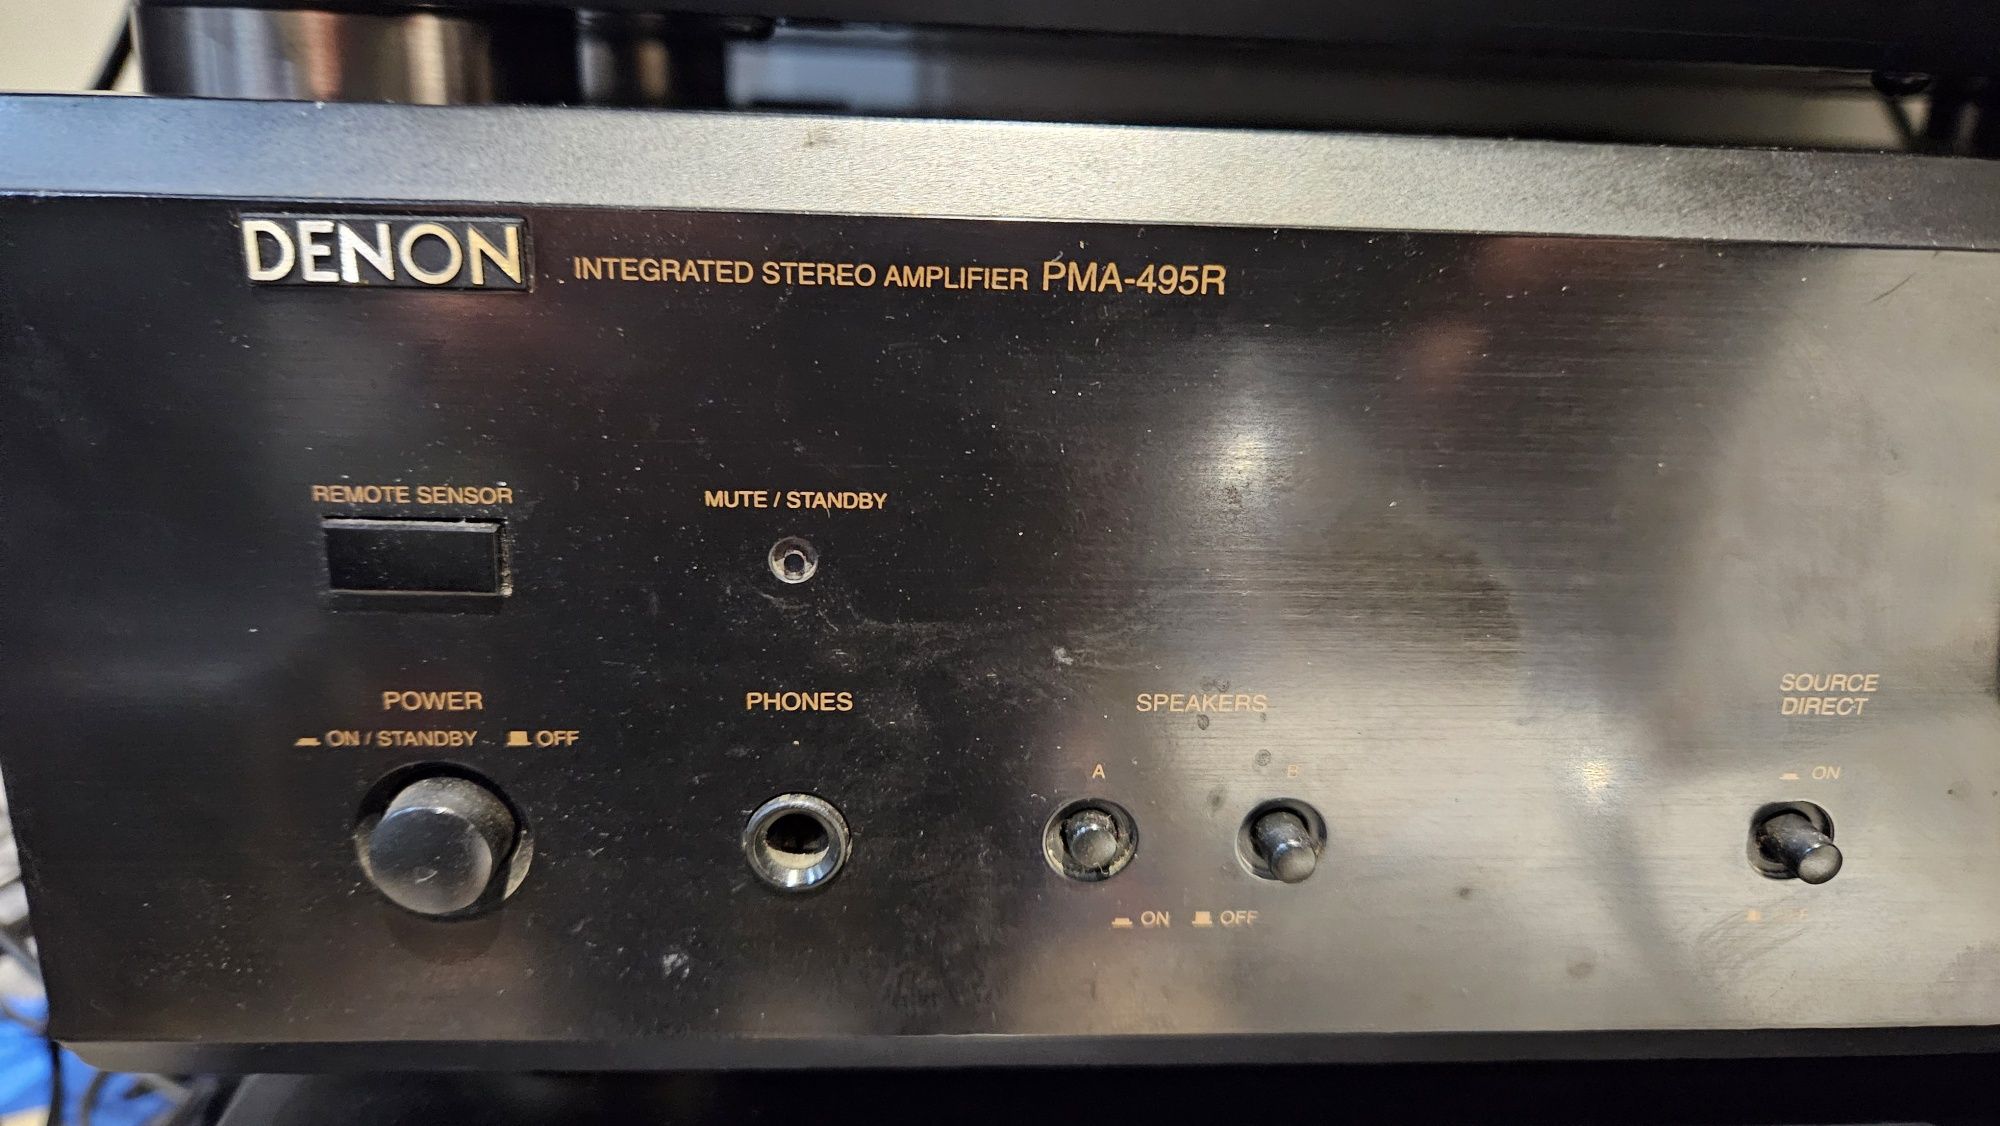 DENON INTEGRATED STEREO AMPLIFIER PMA-495R
REMOTE SENSOR
MUTE / STANDBY
POWER
ON / STANDBY OFF
PHONES
SPEAKERS
A B
ON OFF
SOURCE
DIRECT
ON
OFF